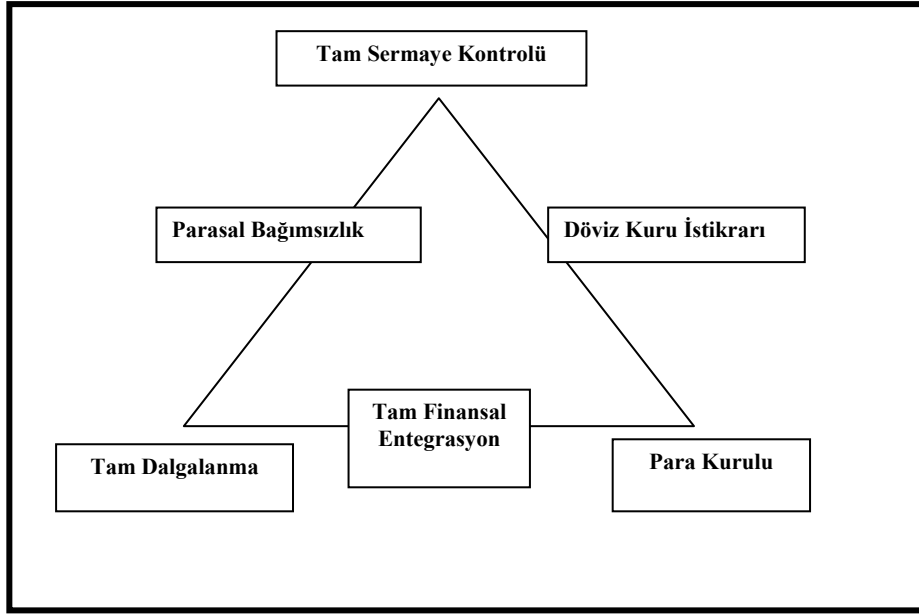 Tam Sermaye Kontrolü
Parasal Bağımsızlık
Döviz Kuru İstikrarı
Tam Finansal
Entegrasyon
Tam Dalgalanma
Para Kurulu